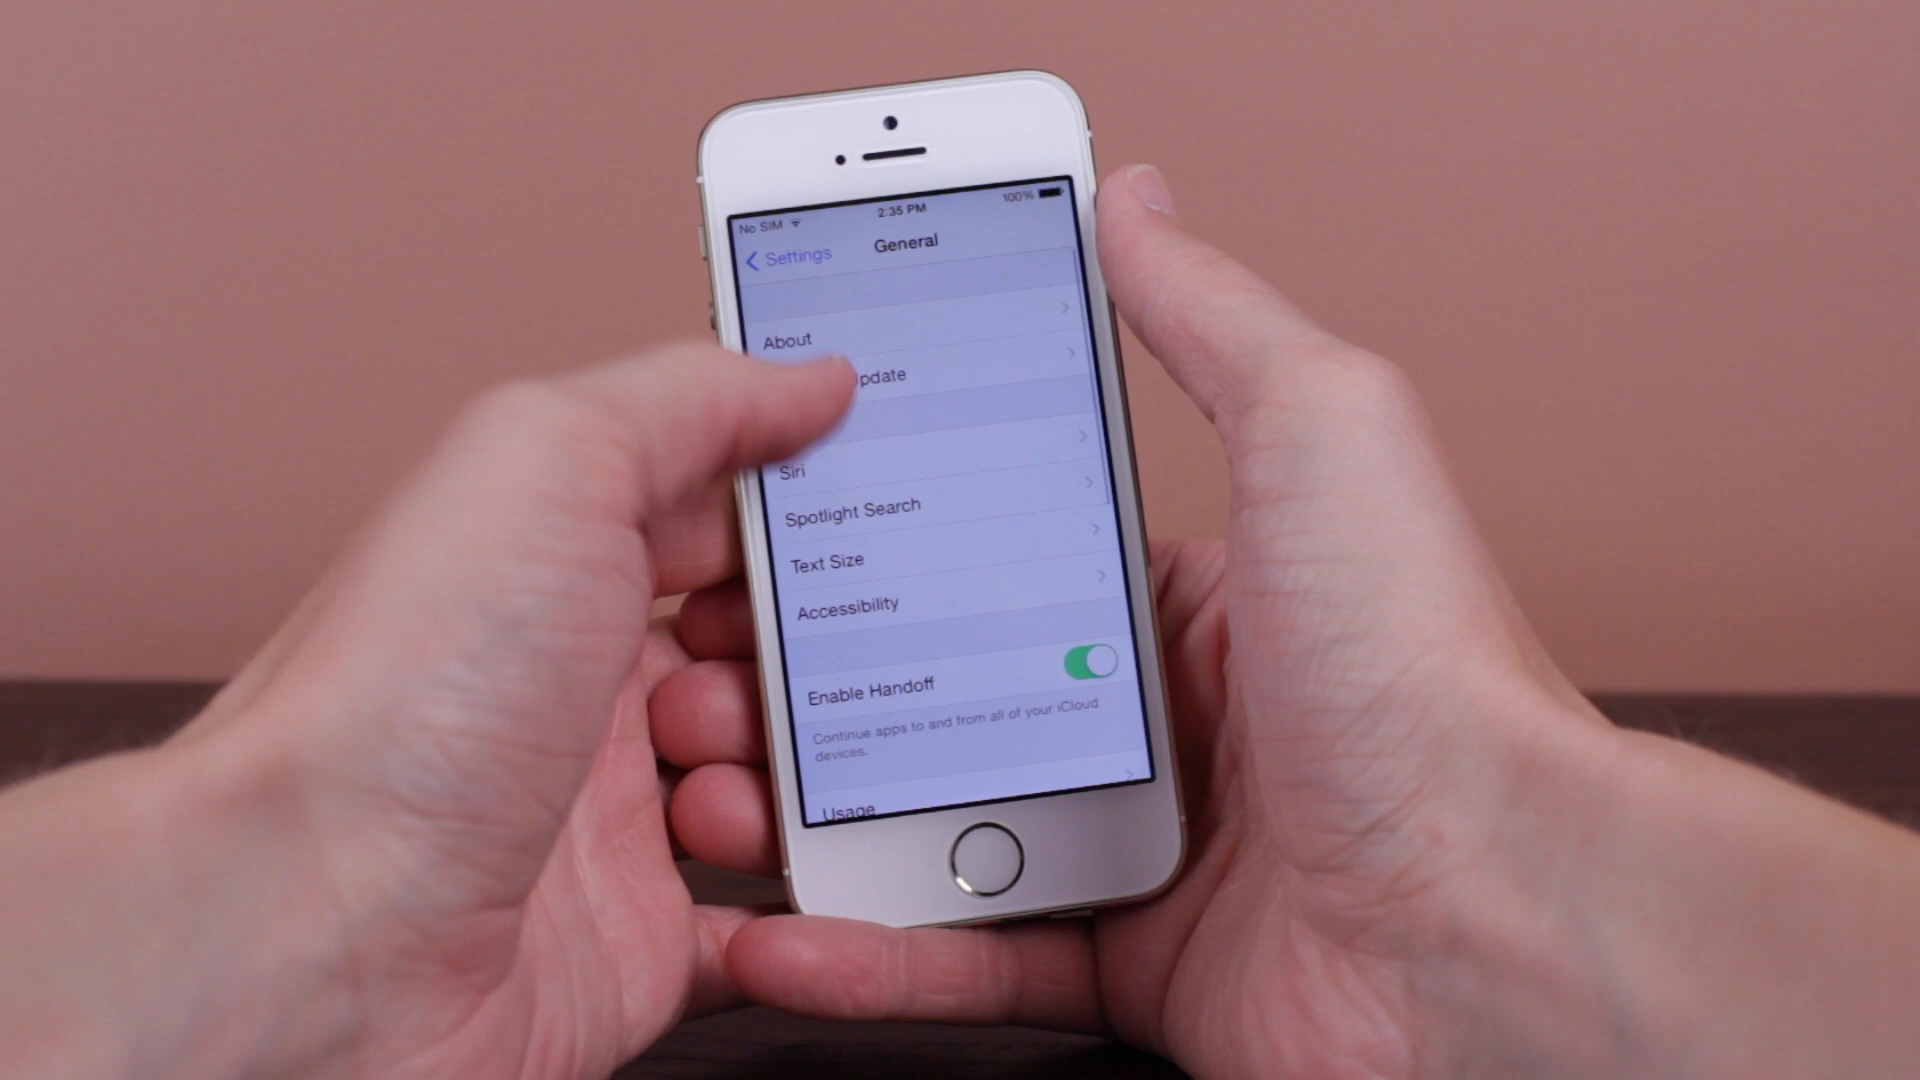 No SIM 2:35 PM 100%
Settings General
About
Update
Siri
Spotlight Search
Text Size
Accessibility
Enable Handoff
Continue apps to and from all of your iCloud
devices.
Usage